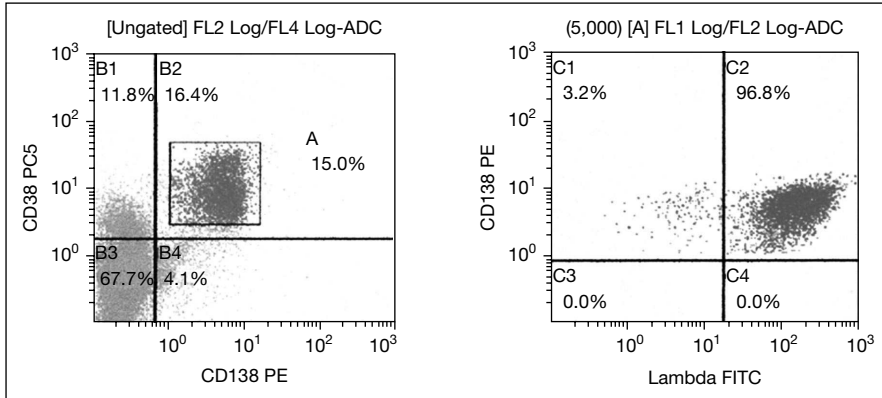 [Ungated] FL2 Log/FL4 Log-ADC
10³
B1
B2
11.8%
16.4%
10²
A
15.0%
CD38 PC5
10¹
10⁰
B3
B4
67.7%
4.1%
10⁰
10¹
10²
10³
CD138 PE
(5,000) [A] FL1 Log/FL2 Log-ADC
10³
C1
C2
3.2%
96.8%
10²
CD138 PE
10¹
10⁰
C3
C4
0.0%
0.0%
10⁰
10¹
10²
10³
Lambda FITC